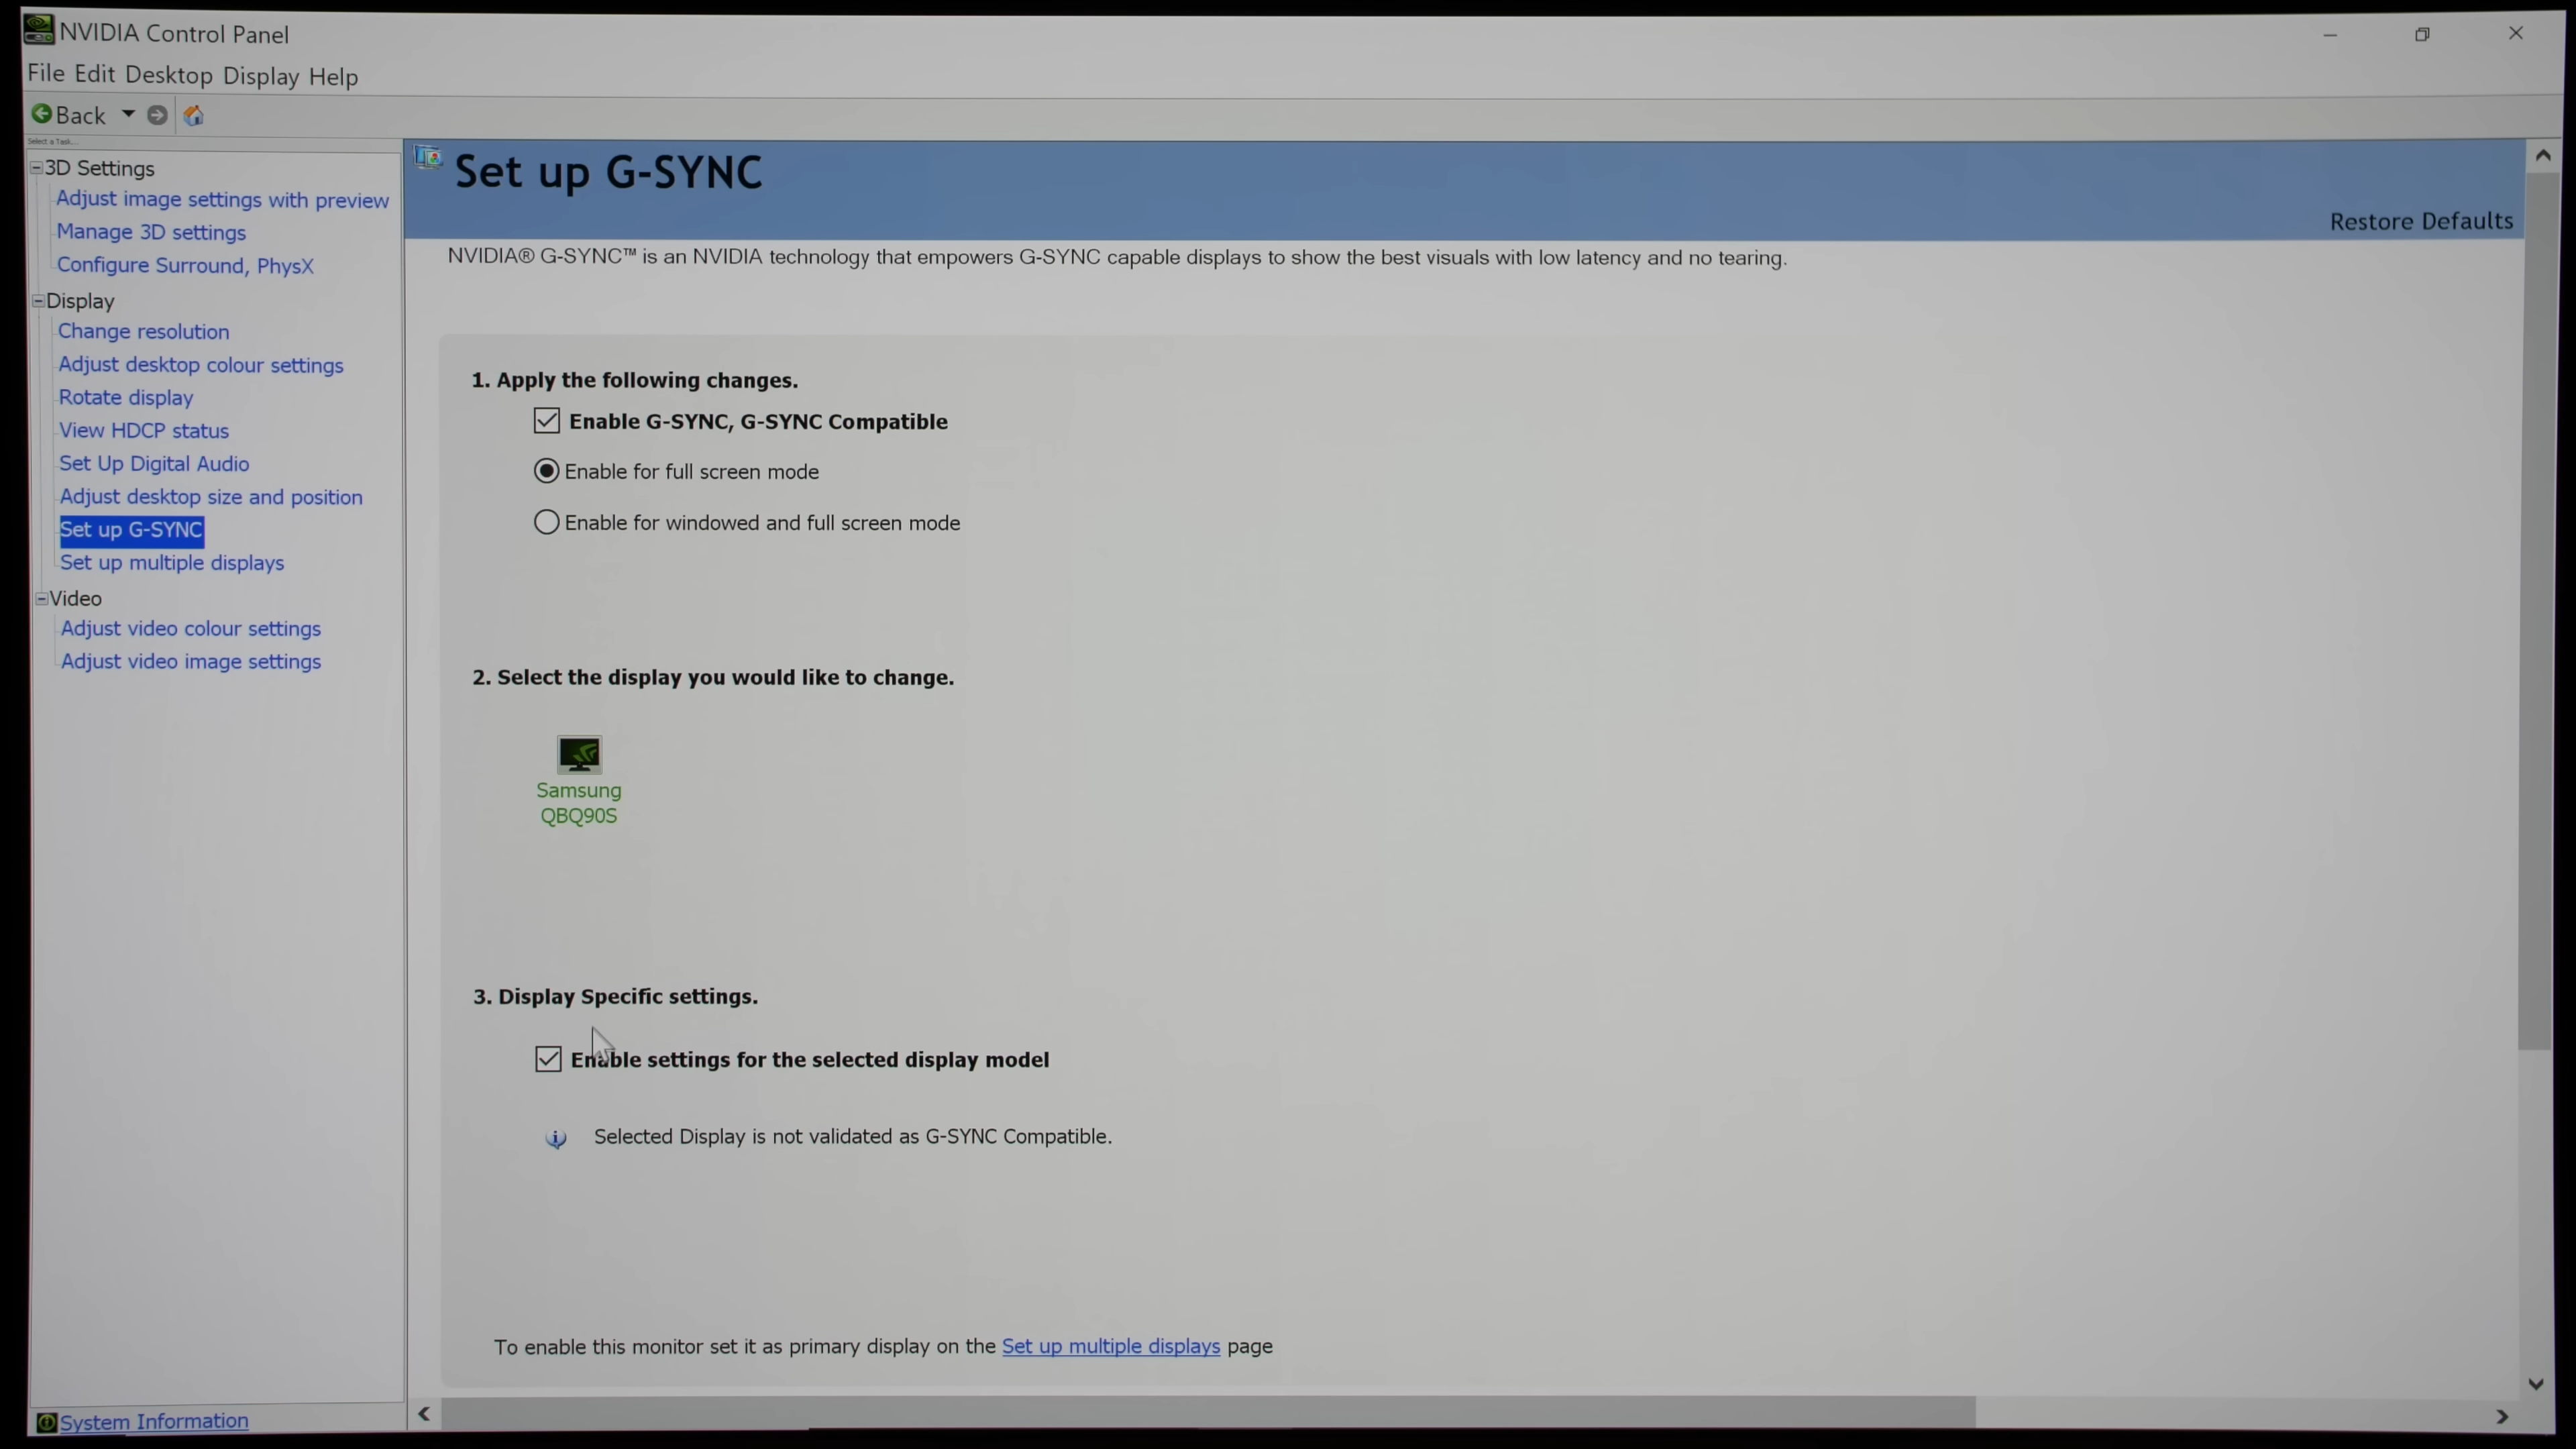 NVIDIA Control Panel
File Edit Desktop Display Help
Back
Select a Task...
3D Settings
Adjust image settings with preview
Manage 3D settings
Configure Surround, PhysX
Display
Change resolution
Adjust desktop colour settings
Rotate display
View HDCP status
Set Up Digital Audio
Adjust desktop size and position
Set up G-SYNC
Set up multiple displays
Video
Adjust video colour settings
Adjust video image settings
System Information
Set up G-SYNC
Restore Defaults
NVIDIA® G-SYNC™ is an NVIDIA technology that empowers G-SYNC capable displays to show the best visuals with low latency and no tearing.
1. Apply the following changes.
Enable G-SYNC, G-SYNC Compatible
Enable for full screen mode
Enable for windowed and full screen mode
2. Select the display you would like to change.
Samsung
QBQ90S
3. Display Specific settings.
Enable settings for the selected display model
Selected Display is not validated as G-SYNC Compatible.
To enable this monitor set it as primary display on the Set up multiple displays page